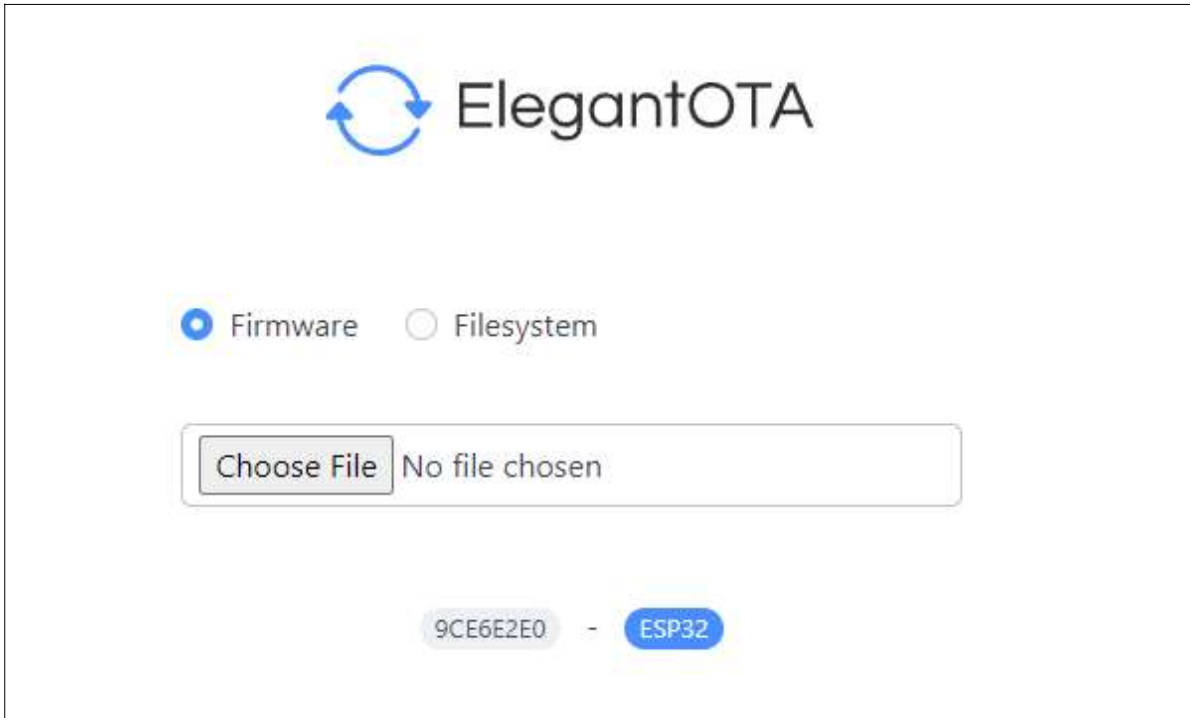 ElegantOTA
Firmware Filesystem
Choose File No file chosen
9CE6E2E0 - ESP32